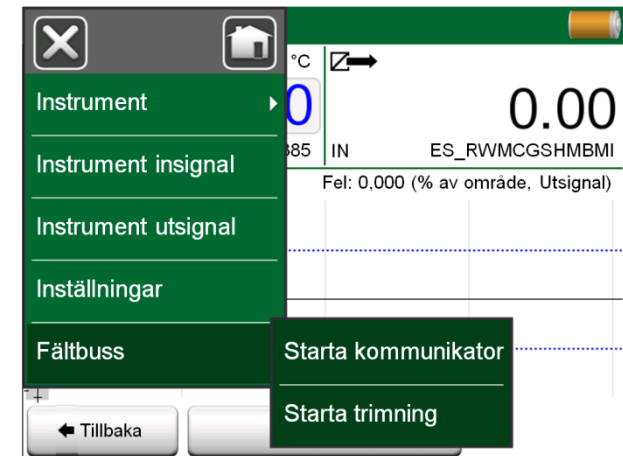 °C
Instrument
0
0.00
385
IN
ES_RWMCGSHMBMI
Instrument insignal
Fel: 0,000 (% av område, Utsignal)
Instrument utsignal
Inställningar
Fältbuss
Starta kommunikator
Starta trimning
Tillbaka